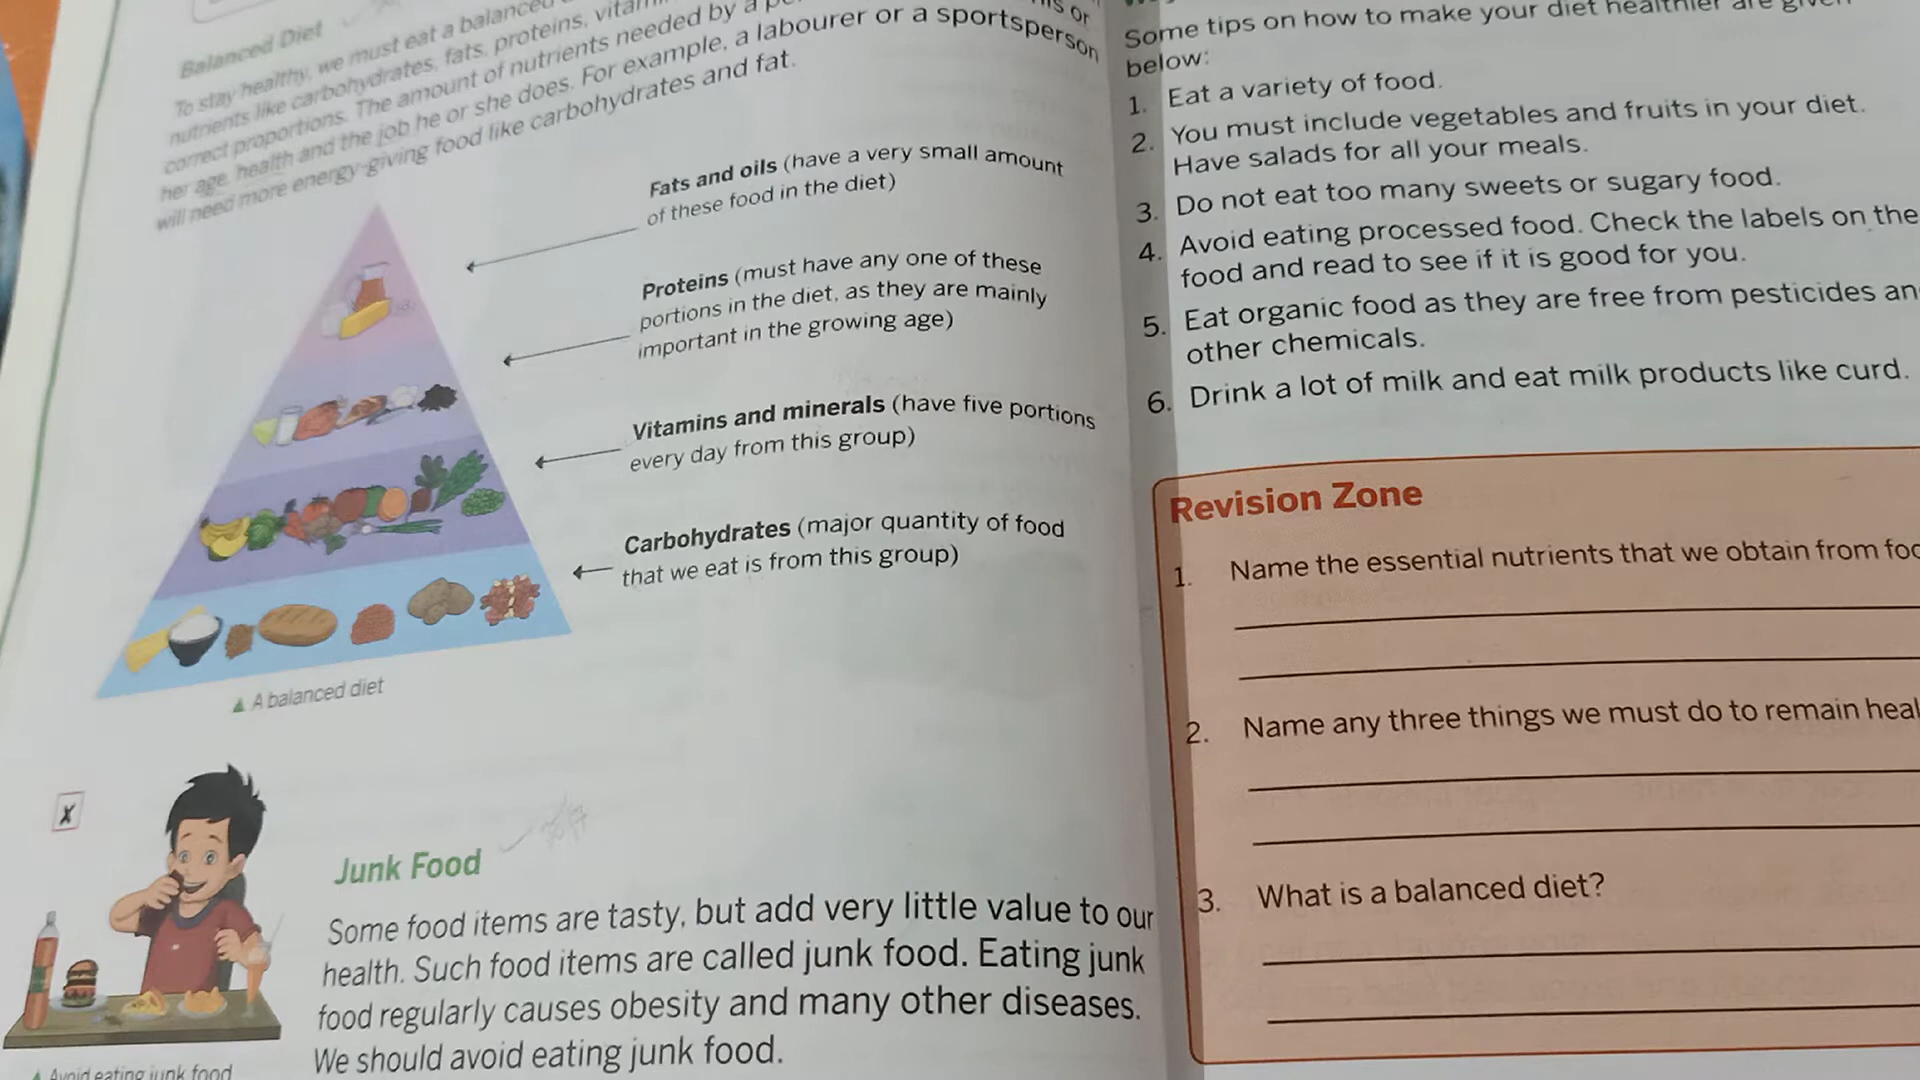 Balanced Diet
To stay healthy, we must eat a balanced
nutrients like carbohydrates, fats, proteins,
correct proportions. The amount of nutrients needed by a
her age, health and the job he or she does. For example, a labourer or a sportsperson
will need more energy-giving food like carbohydrates and fat.
Fats and oils (have a very small amount
of these food in the diet)
Proteins (must have any one of these
portions in the diet, as they are mainly
important in the growing age)
Vitamins and minerals (have five portions
every day from this group)
Carbohydrates (major quantity of food
that we eat is from this group)
▲ A balanced diet
X
Junk Food
Some food items are tasty, but add very little value to our
health. Such food items are called junk food. Eating junk
food regularly causes obesity and many other diseases.
We should avoid eating junk food.
▲ Avoid eating junk food
Some tips on how to make your diet healthier are given
below:
1. Eat a variety of food.
2. You must include vegetables and fruits in your diet.
Have salads for all your meals.
3. Do not eat too many sweets or sugary food.
4. Avoid eating processed food. Check the labels on the
food and read to see if it is good for you.
5. Eat organic food as they are free from pesticides an
other chemicals.
6. Drink a lot of milk and eat milk products like curd.
Revision Zone
1. Name the essential nutrients that we obtain from foo
2. Name any three things we must do to remain heal
3. What is a balanced diet?